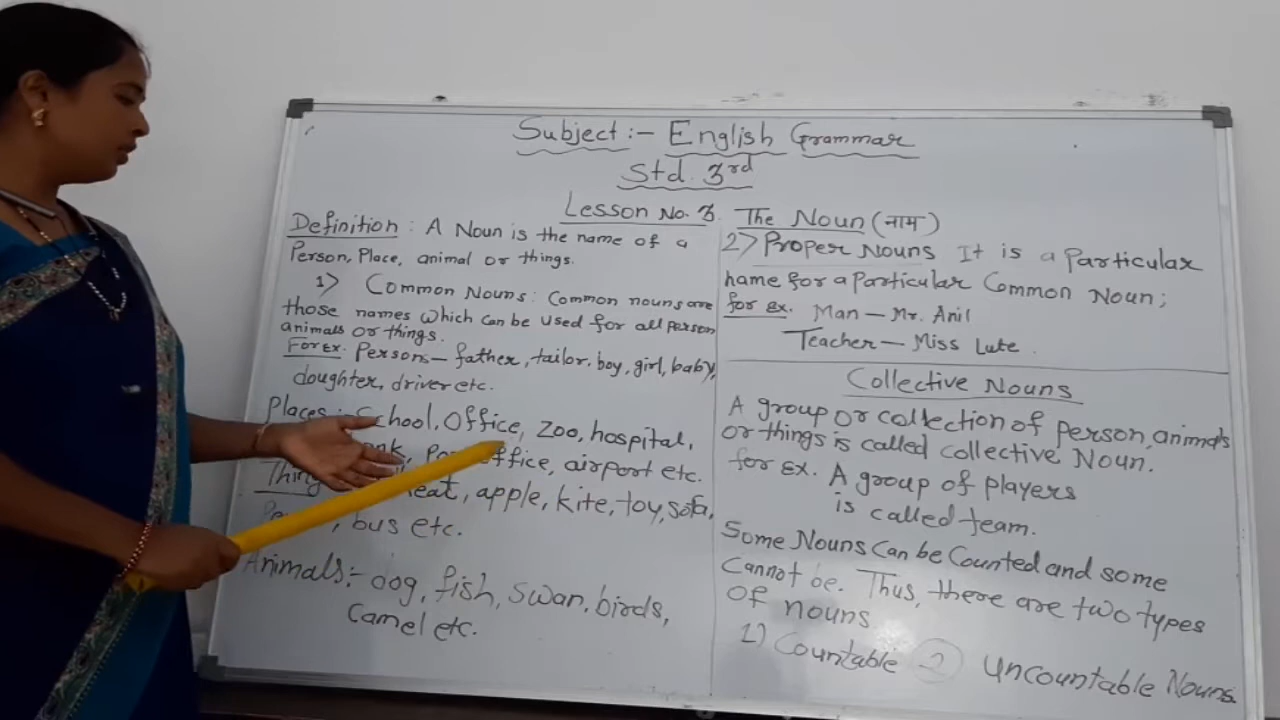 Subject :- English Grammar
Std. 3rd
Lesson No. 3. The Noun (नाम)
Definition : A Noun is the name of a
Person, Place, animal or things.
1) Common Nouns : Common nouns are
those names which can be used for all person
animals or things.
For Ex. Persons - father, tailor, boy, girl, baby,
doughter, driver etc.
Places :- School, Office, Zoo, hospital,
office, airport etc.
apple, kite, toy, sofa,
bus etc.
Animals :- dog, fish, swan, birds,
Camel etc.
2) Proper Nouns It is a Particular
name for a Particular Common Noun;
for Ex. Man - Mr. Anil
Teacher - Miss Lute.
Collective Nouns
A group or collection of person, animals
or things is called collective Noun.
for Ex. A group of players
is called team.
Some Nouns can be Counted and some
Cannot be. Thus, there are two types
of nouns
1) Countable 2 Uncountable Nouns.